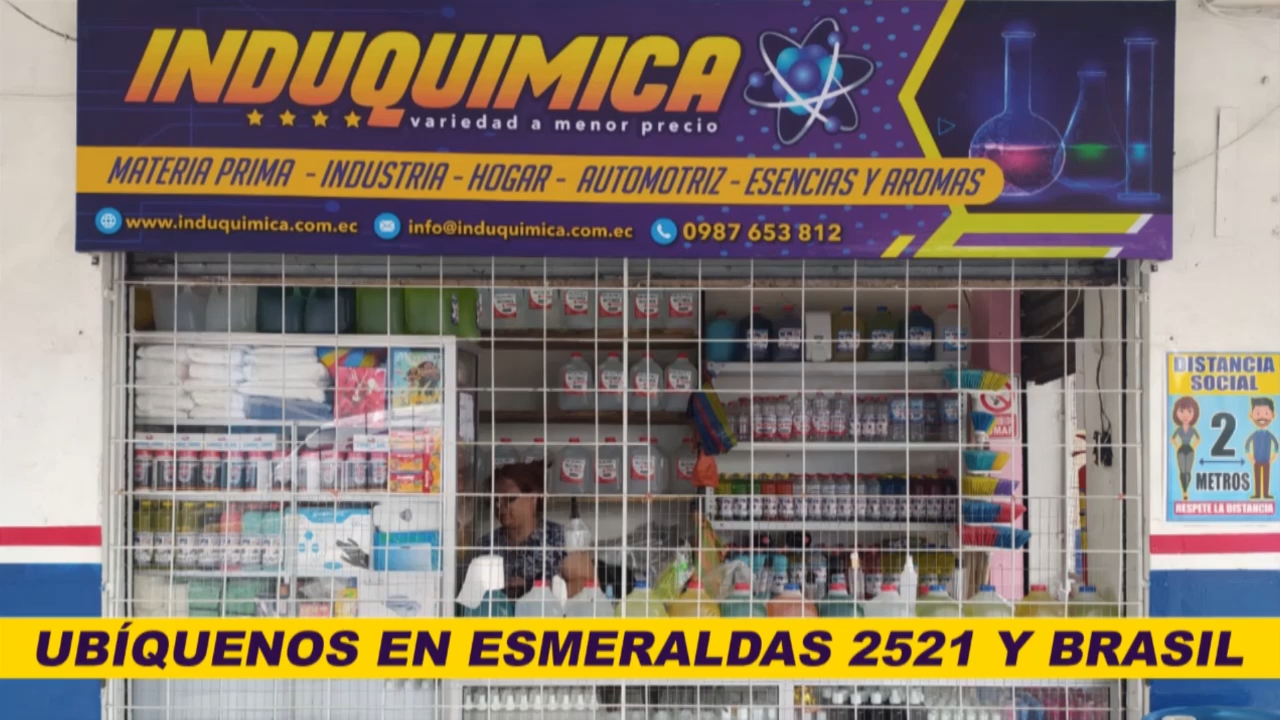 INDUQUIMICA
variedad a menor precio
MATERIA PRIMA - INDUSTRIA - HOGAR - AUTOMOTRIZ - ESENCIAS Y AROMAS
www.induquimica.com.ec info@induquimica.com.ec 0987 653 812
DISTANCIA
SOCIAL
2
METROS
RESPETE LA DISTANCIA
UBÍQUENOS EN ESMERALDAS 2521 Y BRASIL